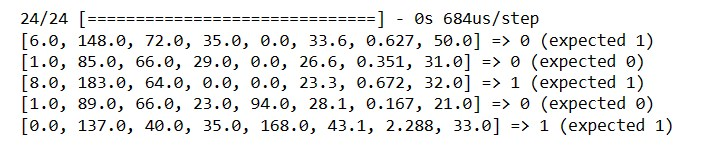 24/24 [==============================] - 0s 684us/step
[6.0, 148.0, 72.0, 35.0, 0.0, 33.6, 0.627, 50.0] => 0 (expected 1)
[1.0, 85.0, 66.0, 29.0, 0.0, 26.6, 0.351, 31.0] => 0 (expected 0)
[8.0, 183.0, 64.0, 0.0, 0.0, 23.3, 0.672, 32.0] => 1 (expected 1)
[1.0, 89.0, 66.0, 23.0, 94.0, 28.1, 0.167, 21.0] => 0 (expected 0)
[0.0, 137.0, 40.0, 35.0, 168.0, 43.1, 2.288, 33.0] => 1 (expected 1)